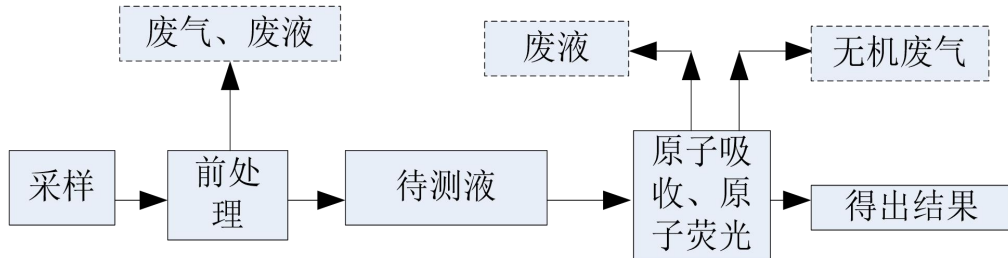 废气、废液
废液
无机废气
采样
前处
理
待测液
原子吸
收、原
子荧光
得出结果